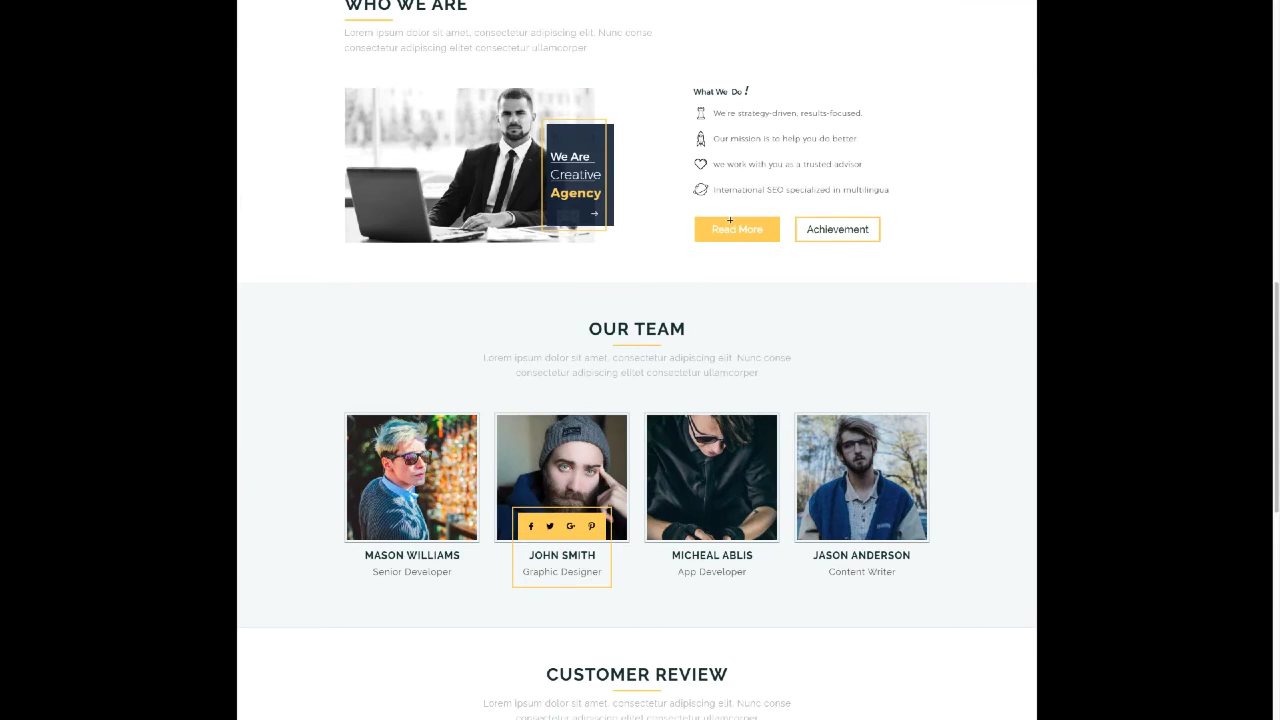 WHO WE ARE
Lorem ipsum dolor sit amet, consectetur adipiscing elit. Nunc conse
consectetur adipiscing elitet consectetur ullamcorper.
We Are
Creative
Agency
What We Do !
We're strategy-driven, results-focused.
Our mission is to help you do better.
we work with you as a trusted advisor
International SEO specialized in multilingua
Read More
Achievement
OUR TEAM
Lorem ipsum dolor sit amet, consectetur adipiscing elit. Nunc conse
consectetur adipiscing elitet consectetur ullamcorper.
MASON WILLIAMS
Senior Developer
JOHN SMITH
Graphic Designer
MICHEAL ABLIS
App Developer
JASON ANDERSON
Content Writer
CUSTOMER REVIEW
Lorem ipsum dolor sit amet, consectetur adipiscing elit. Nunc conse
consectetur adipiscing elitet consectetur ullamcorper.